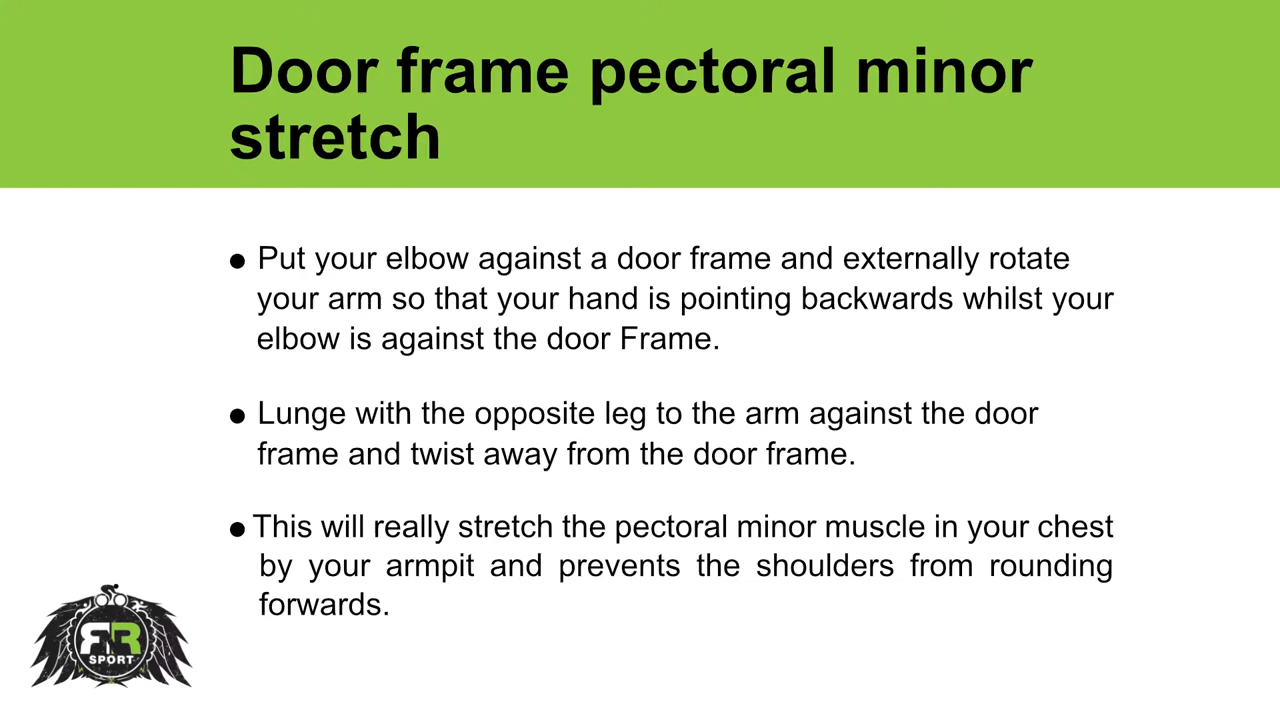 Door frame pectoral minor
stretch
● Put your elbow against a door frame and externally rotate
your arm so that your hand is pointing backwards whilst your
elbow is against the door Frame.
● Lunge with the opposite leg to the arm against the door
frame and twist away from the door frame.
● This will really stretch the pectoral minor muscle in your chest
by your armpit and prevents the shoulders from rounding
forwards.
RR
SPORT